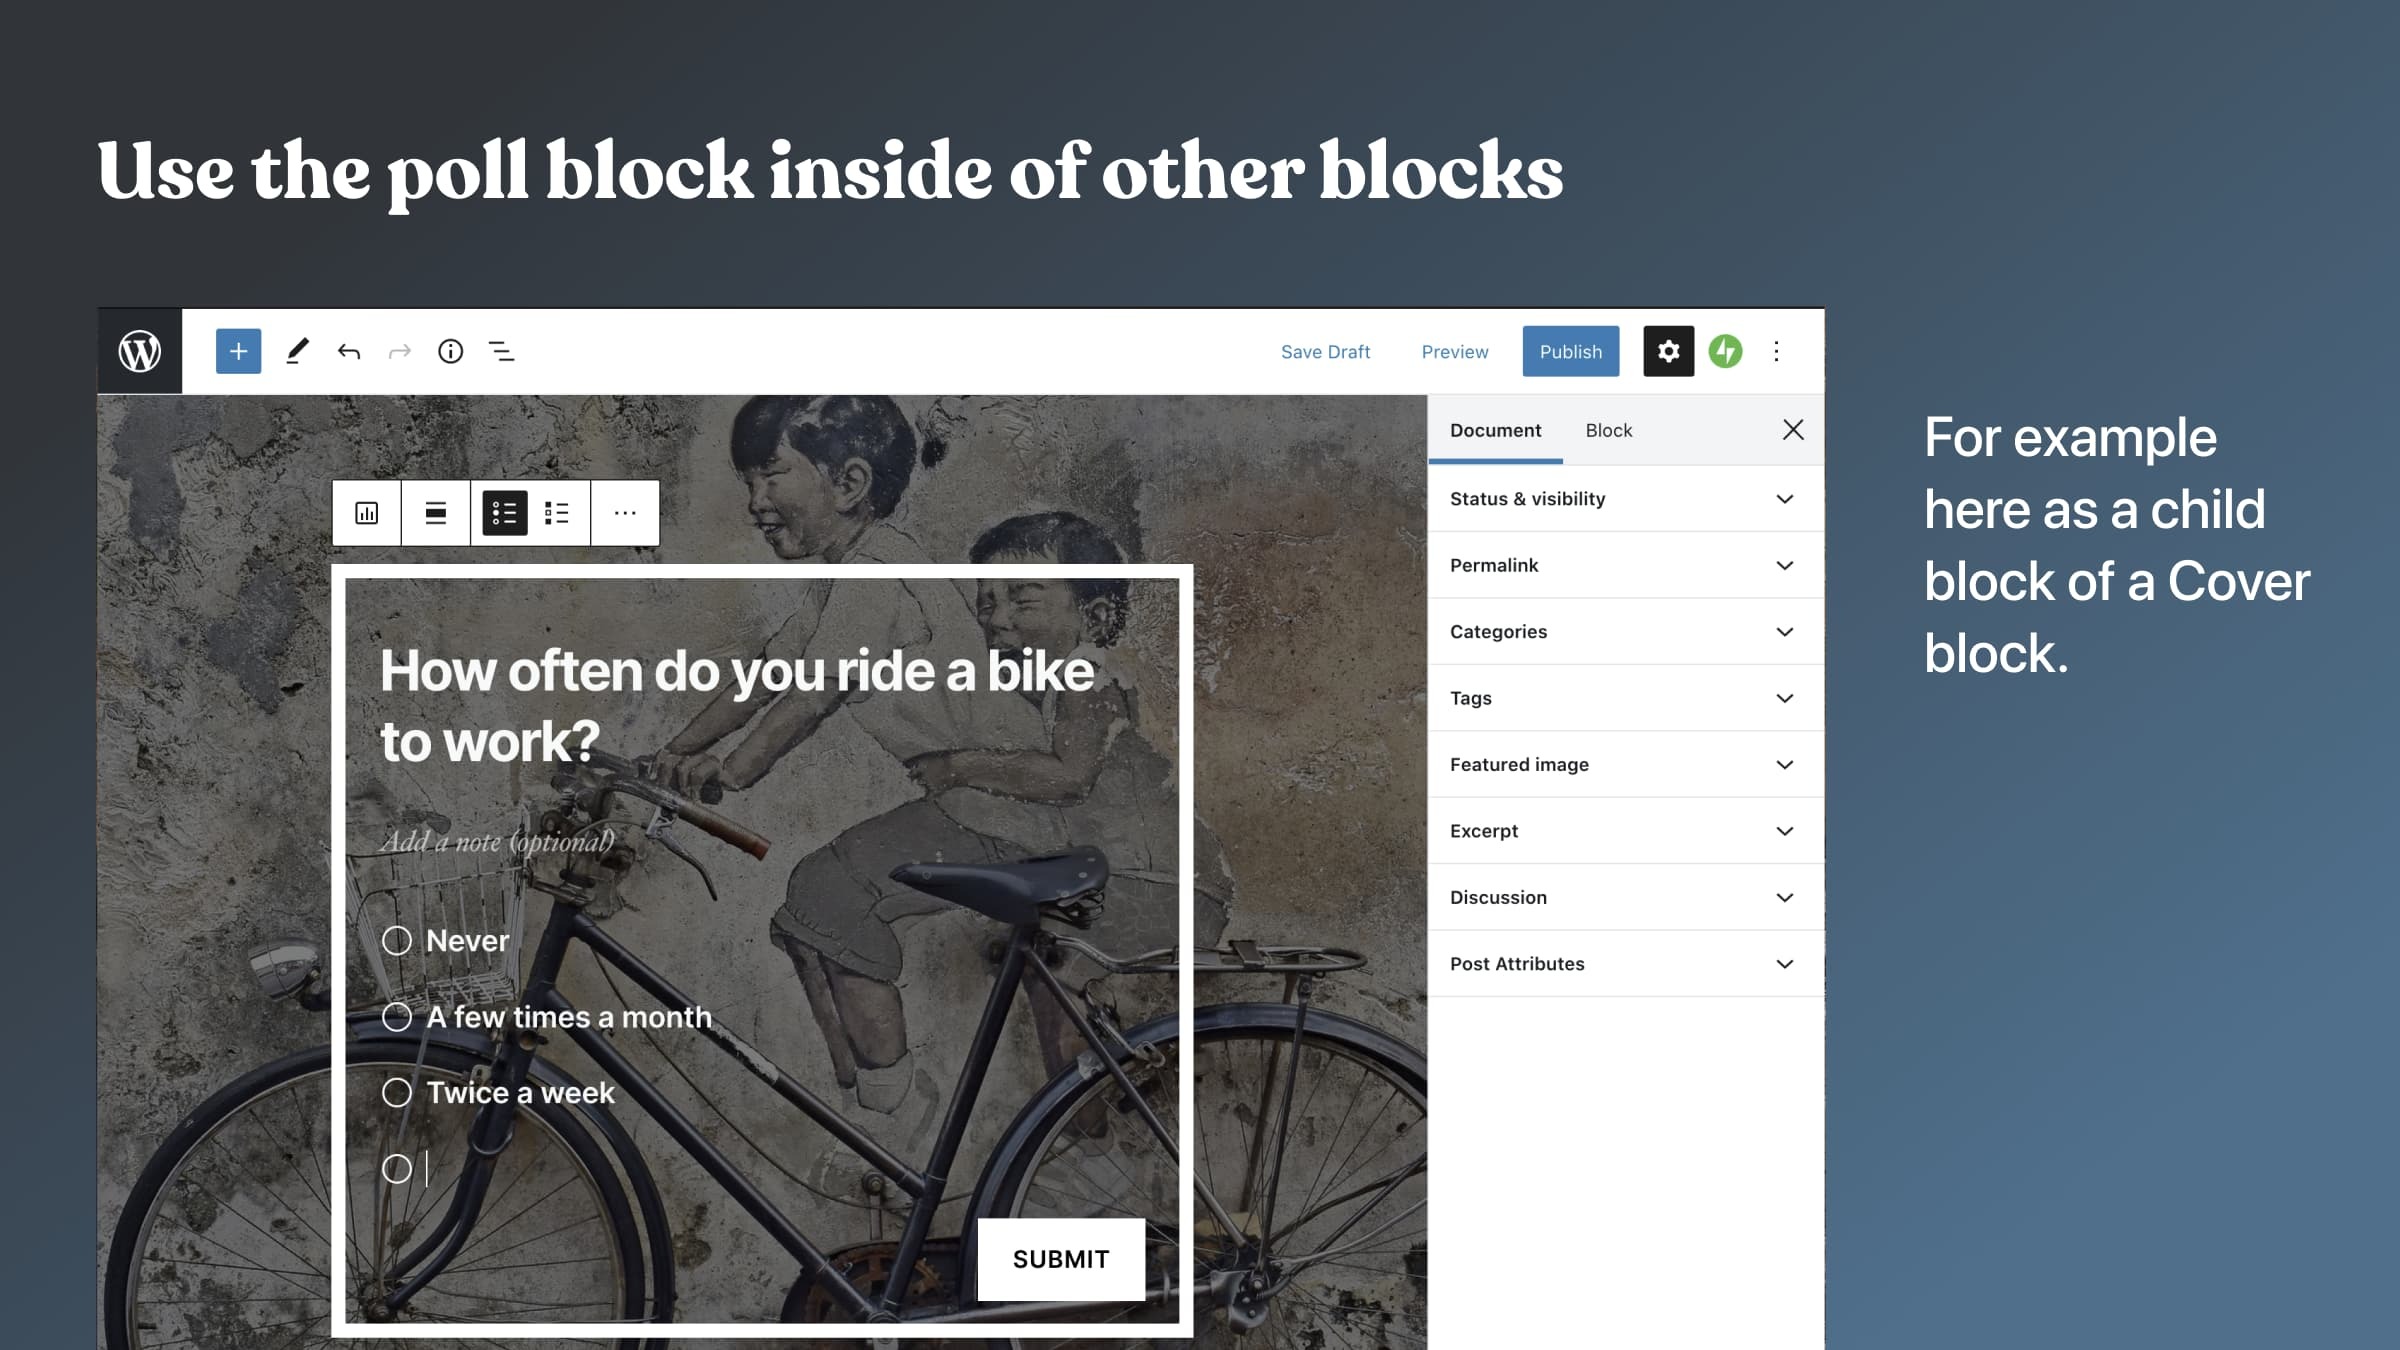 Use the poll block inside of other blocks
Save Draft
Preview
Publish
Document
Block
Status & visibility
Permalink
Categories
Tags
Featured image
Excerpt
Discussion
Post Attributes
How often do you ride a bike
to work?
Add a note (optional)
Never
A few times a month
Twice a week
SUBMIT
For example
here as a child
block of a Cover
block.